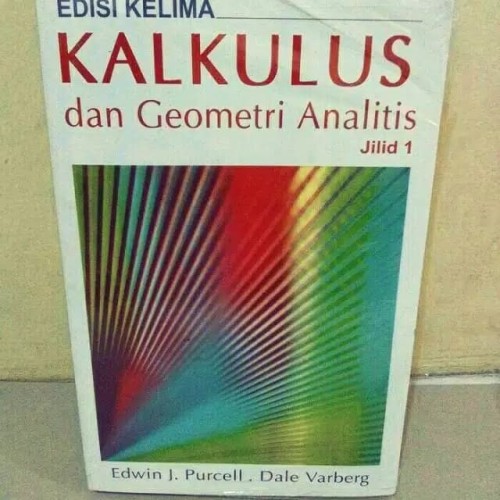 EDISI KELIMA
KALKULUS
dan Geometri Analitis
Jilid 1
Edwin J. Purcell . Dale Varberg